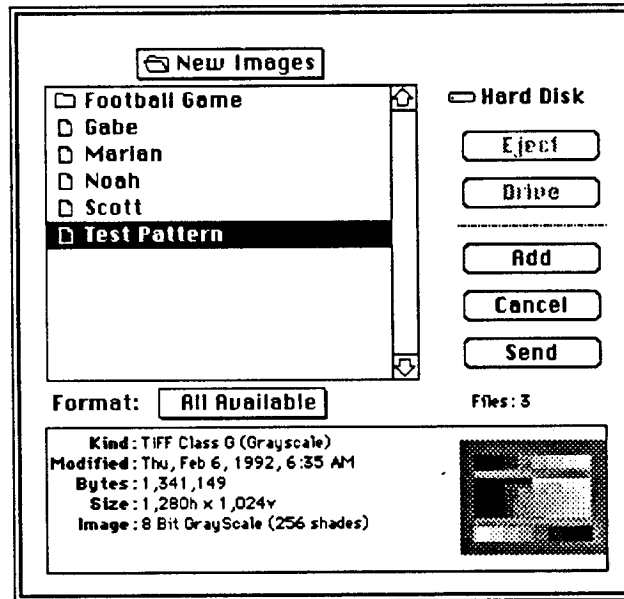 New Images
Football Game
Gabe
Marian
Noah
Scott
Test Pattern
Hard Disk
Eject
Drive
Add
Cancel
Send
Format: All Available
Files: 3
Kind: TIFF Class G (Grayscale)
Modified: Thu, Feb 6, 1992, 6:35 AM
Bytes: 1,341,149
Size: 1,280h x 1,024v
Image: 8 Bit GrayScale (256 shades)